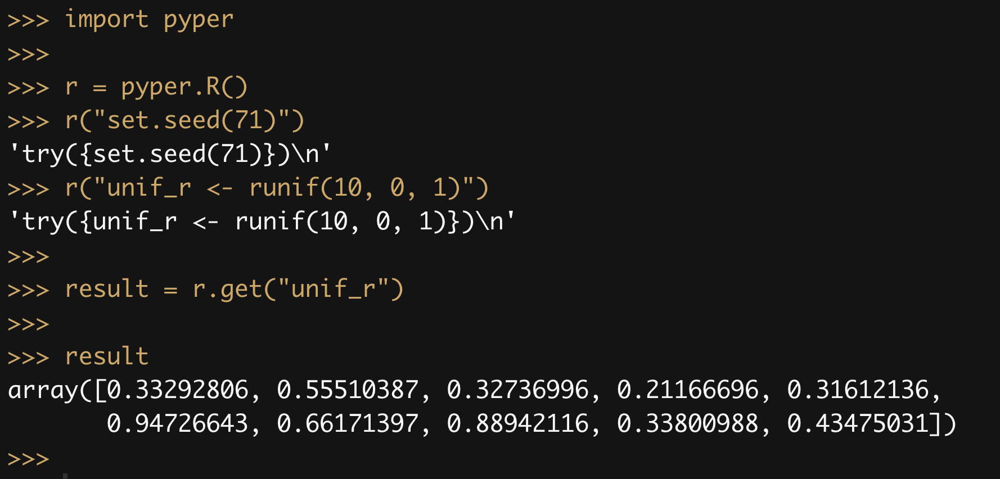 >>> import pyper
>>>
>>> r = pyper.R()
>>> r("set.seed(71)")
'try({set.seed(71)})\n'
>>> r("unif_r <- runif(10, 0, 1)")
'try({unif_r <- runif(10, 0, 1)})\n'
>>>
>>> result = r.get("unif_r")
>>>
>>> result
array([0.33292806, 0.55510387, 0.32736996, 0.21166696, 0.31612136,
       0.94726643, 0.66171397, 0.88942116, 0.33800988, 0.43475031])
>>>